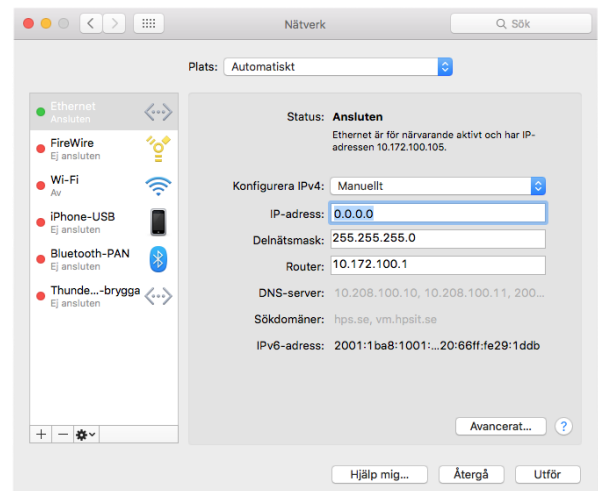 Nätverk
Sök
Plats: Automatiskt
Ethernet
Ansluten
FireWire
Ej ansluten
Wi-Fi
Av
iPhone-USB
Ej ansluten
Bluetooth-PAN
Ej ansluten
Thunde...-brygga
Ej ansluten
Status: Ansluten
Ethernet är för närvarande aktivt och har IP-
adressen 10.172.100.105.
Konfigurera IPv4: Manuellt
IP-adress: 0.0.0.0
Delnätsmask: 255.255.255.0
Router: 10.172.100.1
DNS-server: 10.208.100.10, 10.208.100.11, 200...
Sökdomäner: hps.se, vm.hpsit.se
IPv6-adress: 2001:1ba8:1001:...20:66ff:fe29:1ddb
Avancerat... ?
+ −
Hjälp mig... Återgå Utför